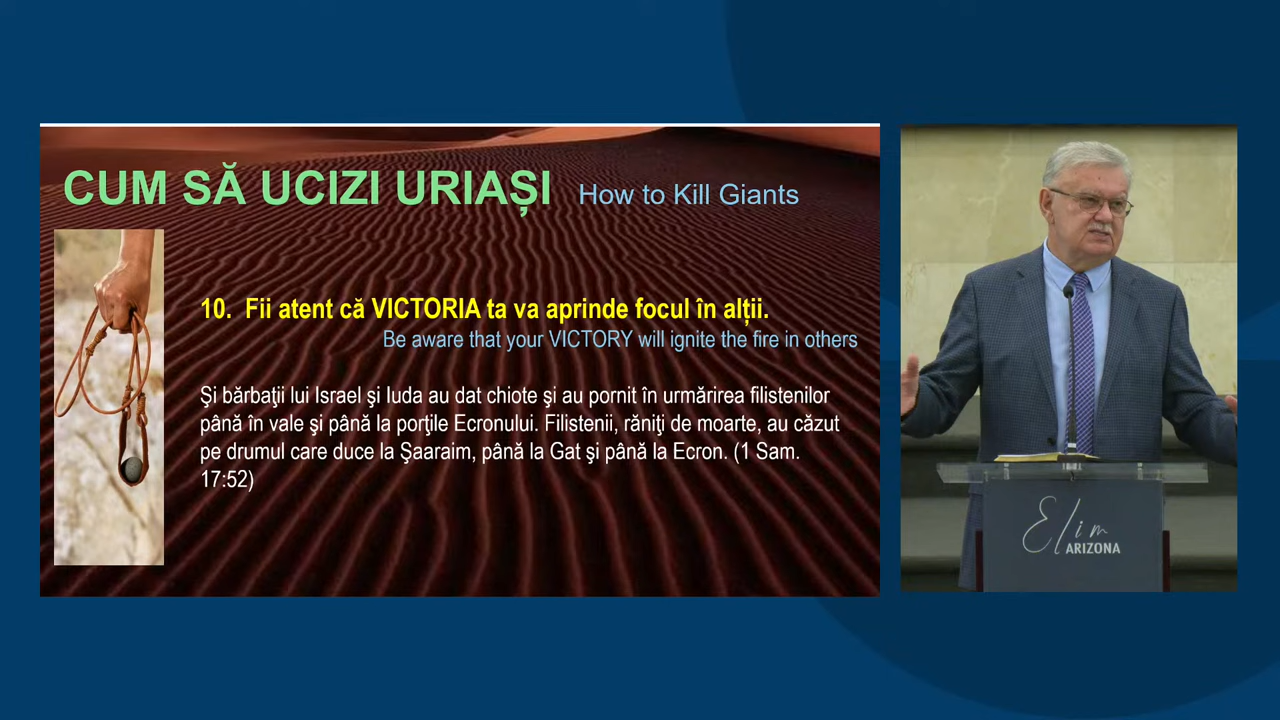 CUM SĂ UCIZI URIAȘI How to Kill Giants
10. Fii atent că VICTORIA ta va aprinde focul în alții.
Be aware that your VICTORY will ignite the fire in others
Şi bărbaţii lui Israel şi Iuda au dat chiote şi au pornit în urmărirea filistenilor
până în vale şi până la porţile Ecronului. Filistenii, răniţi de moarte, au căzut
pe drumul care duce la Şaaraim, până la Gat şi până la Ecron. (1 Sam.
17:52)
Elim
ARIZONA